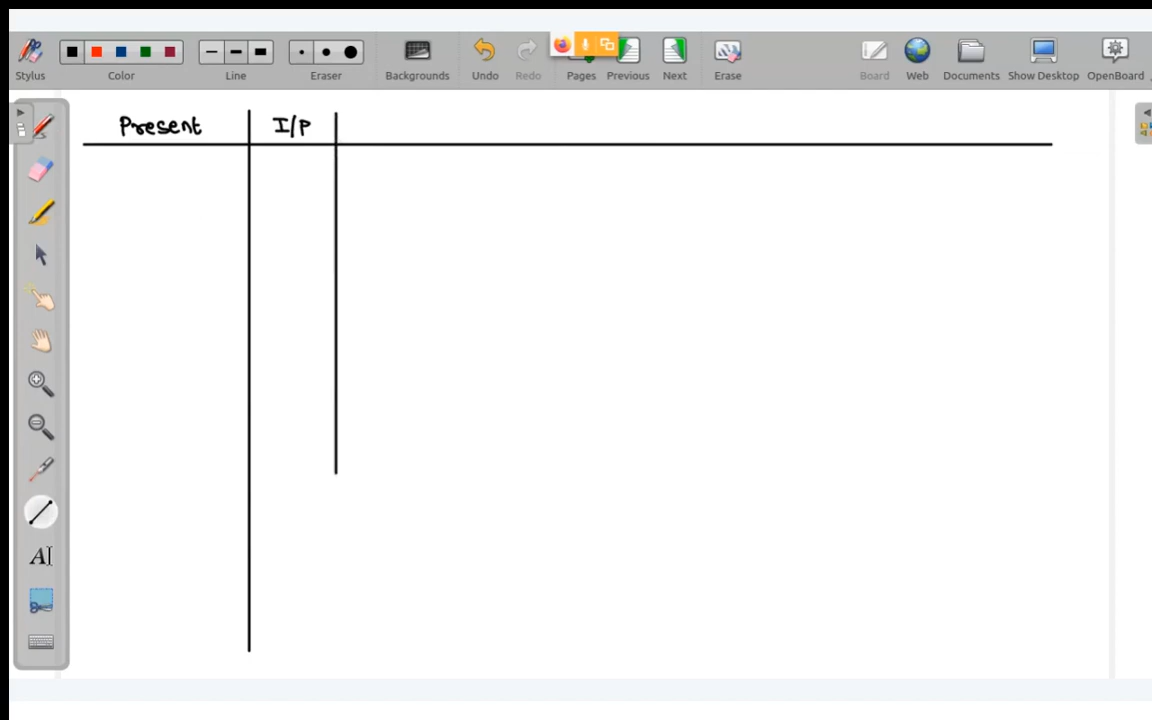 Stylus Color Line Eraser Backgrounds Undo Redo Pages Previous Next Erase Board Web Documents Show Desktop OpenBoard
Present I/P
A